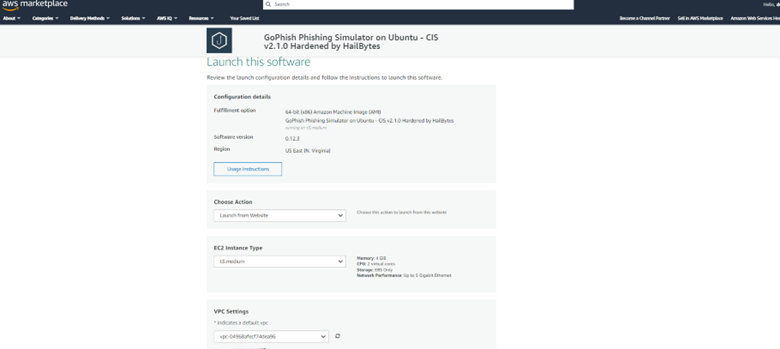 aws marketplace
Search
Hello,
About
Categories
Delivery Methods
Solutions
AWS IQ
Resources
Your Saved List
Become a Channel Partner
Sell in AWS Marketplace
Amazon Web Services
GoPhish Phishing Simulator on Ubuntu - CIS
v2.1.0 Hardened by HailBytes
Launch this software
Review the launch configuration details and follow the instructions to launch this software.
Configuration details
Fulfillment option
64-bit (x86) Amazon Machine Image (AMI)
GoPhish Phishing Simulator on Ubuntu - CIS v2.1.0 Hardened by HailBytes
running on t3.medium
Software version
0.12.3
Region
US East (N. Virginia)
Usage Instructions
Choose Action
Launch from Website
Choose this action to launch from this website
EC2 Instance Type
t3.medium
Memory: 4 GiB
CPU: 2 virtual cores
Storage: EBS Only
Network Performance: Up to 5 Gigabit Ethernet
VPC Settings
* indicates a default vpc